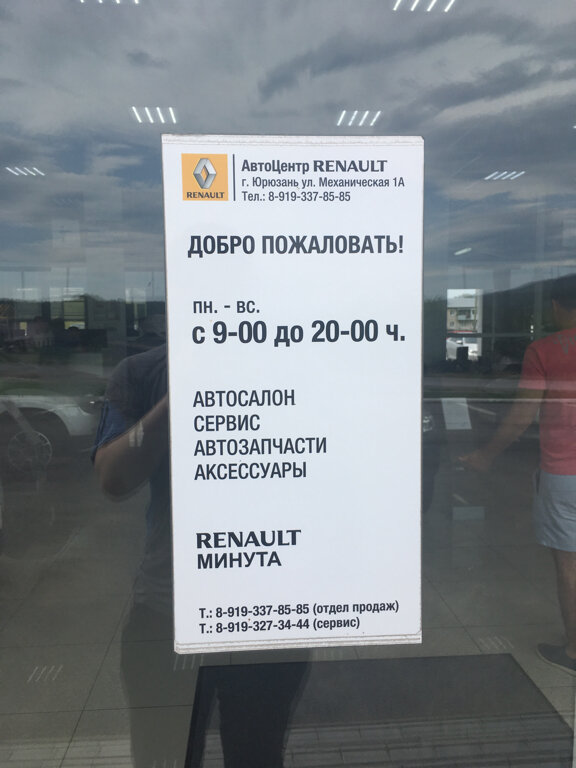 RENAULT
АвтоЦентр RENAULT
г. Юрюзань ул. Механическая 1А
Тел.: 8-919-337-85-85
ДОБРО ПОЖАЛОВАТЬ!
ПН. - ВС.
с 9-00 до 20-00 ч.
АВТОСАЛОН
СЕРВИС
АВТОЗАПЧАСТИ
АКСЕССУАРЫ
RENAULT
МИНУТА
Т.: 8-919-337-85-85 (отдел продаж)
Т.: 8-919-327-34-44 (сервис)